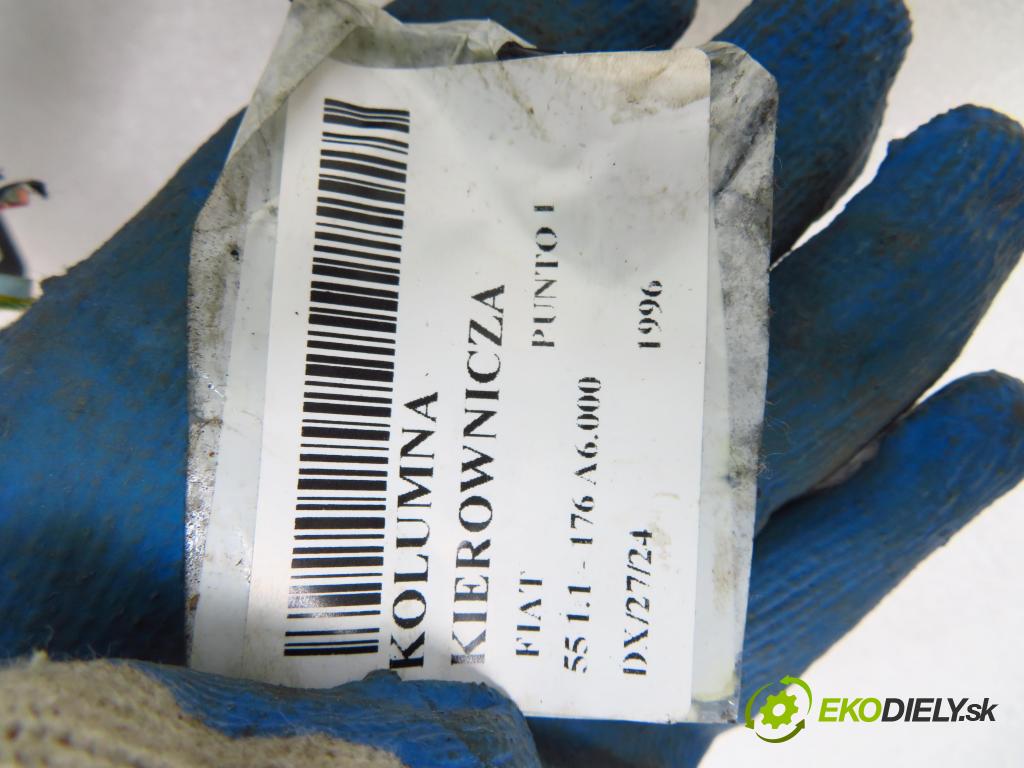 KOLUMNA
KIEROWNICZA
FIAT PUNTO I
55 1.1 - 176 A6.000
DX/27/24 1996
EKODIELY.sk